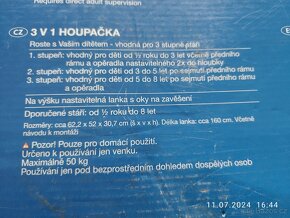 Requires direct adult supervision
CZ 3 V 1 HOUPAČKA
Roste s Vaším dítětem - vhodná pro 3 stupně stáří
1. stupeň: vhodný pro děti od ½ roku do 3 let včetně předního
rámu a opěradla nastavitelného 2x do hloubky
2. stupeň: vhodný pro děti od 3 do 5 let po sejmutí předního rámu
3. stupeň: vhodný pro děti od 5 do 8 let po sejmutí předního rámu
a opěradla
Na výšku nastavitelná lanka s oky na zavěšení
Doporučené stáří: od ½ roku do 8 let
Rozměry: cca 62,2 x 52 x 30,7 cm (š x v x h). Délka lana: cca 160 cm.
Včetně montážního
Pozor! Pouze pro domácí použití.
Určeno k používání jen venku.
Maximálně 50 kg
Používání jen pod bezprostředním dohledem dospělých osob
11.07.2024 16:44